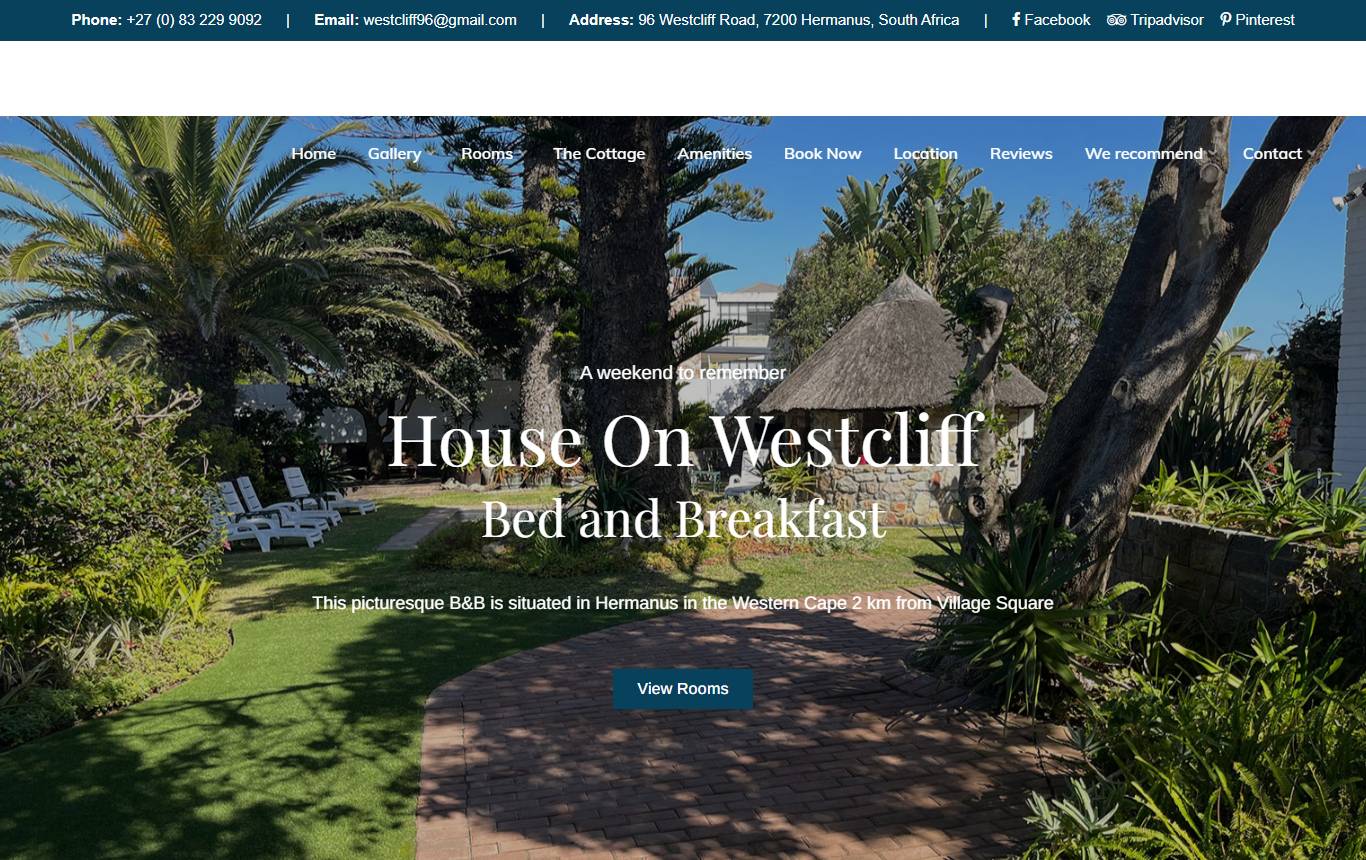 Phone: +27 (0) 83 229 9092 | Email: westcliff96@gmail.com | Address: 96 Westcliff Road, 7200 Hermanus, South Africa | Facebook Tripadvisor Pinterest
Home Gallery Rooms The Cottage Amenities Book Now Location Reviews We recommend Contact
A weekend to remember
House On Westcliff
Bed and Breakfast
This picturesque B&B is situated in Hermanus in the Western Cape 2 km from Village Square
View Rooms